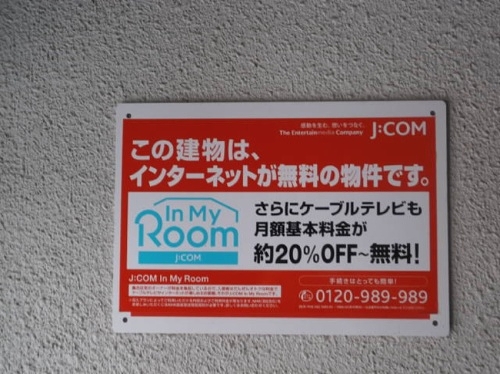 感動を生む。想いをつなぐ。
The Entertainmedia Company
J:COM
この建物は、
インターネットが無料の物件です。
In My
Room
J:COM
さらにケーブルテレビも
月額基本料金が
約20%OFF～無料!
J:COM In My Room
手続きはとっても簡単!
0120-989-989